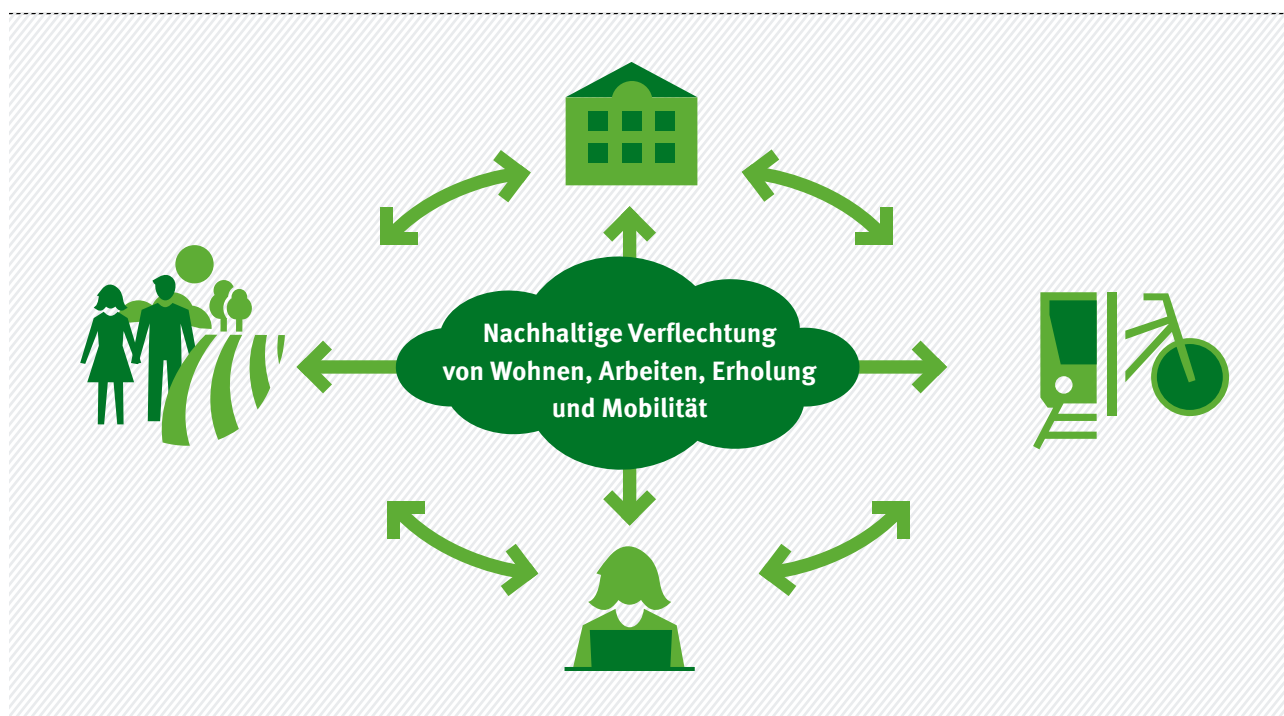 Nachhaltige Verflechtung
von Wohnen, Arbeiten, Erholung
und Mobilität